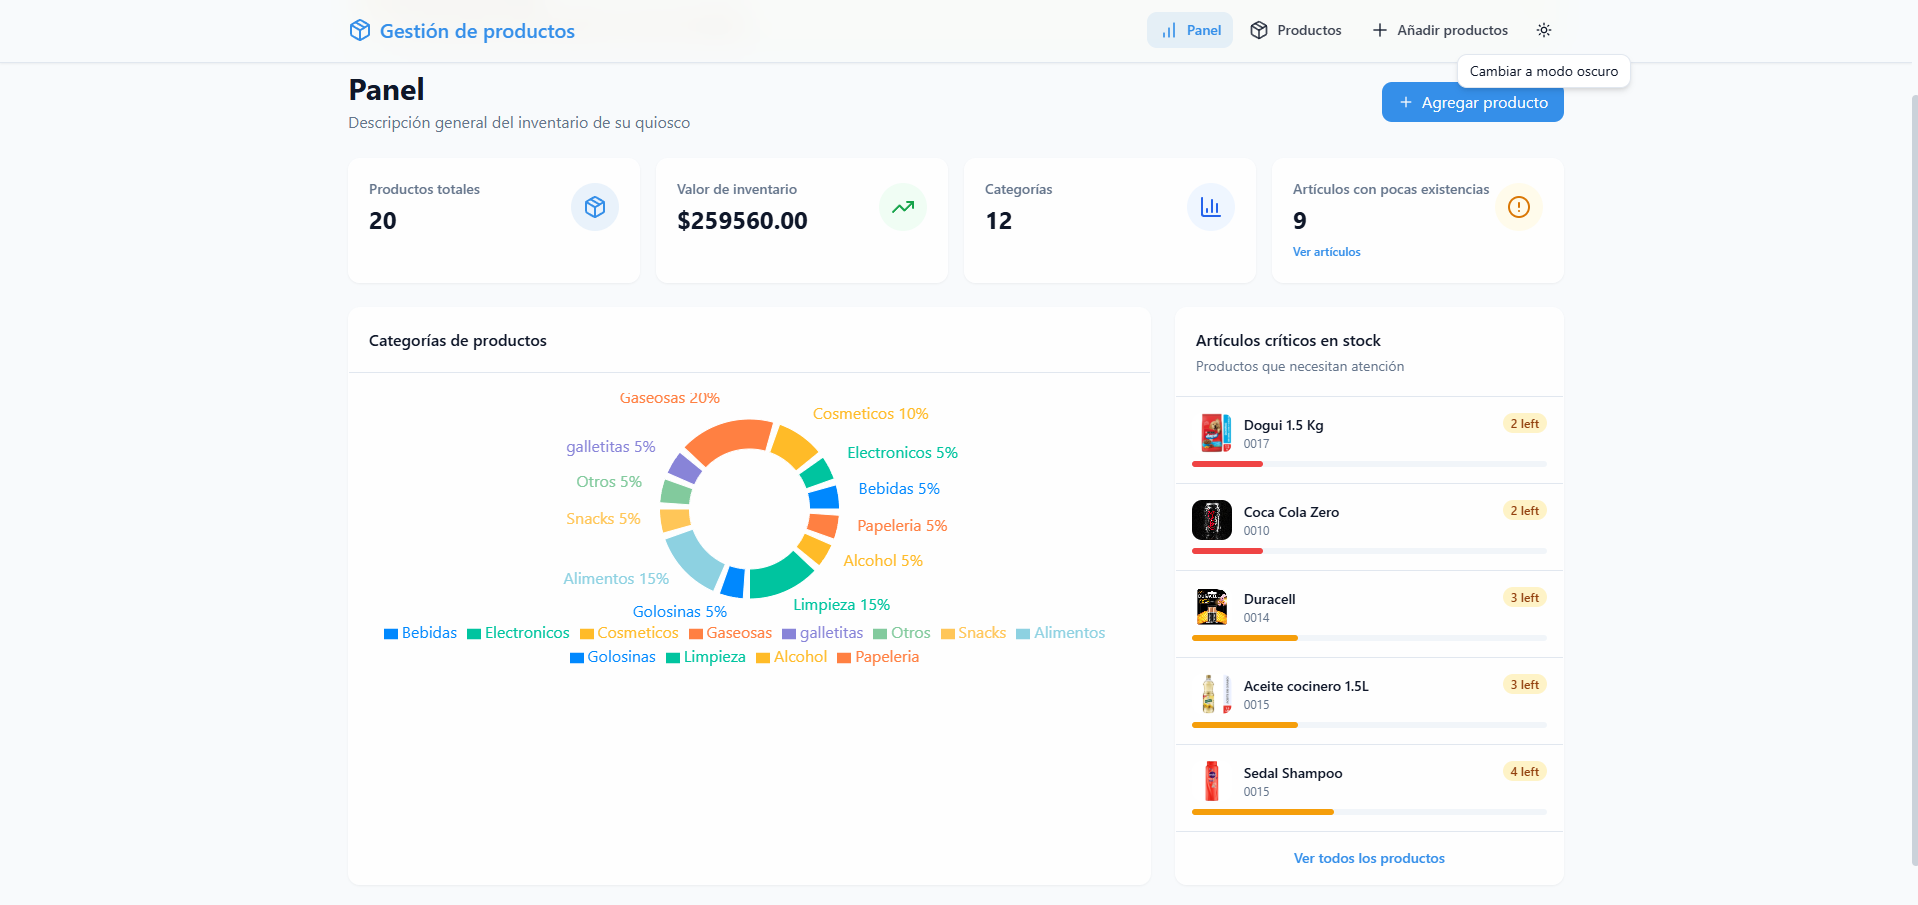 Gestión de productos
Panel
Productos
Añadir productos
Cambiar a modo oscuro
Panel
Descripción general del inventario de su quiosco
Agregar producto
Productos totales
20
Valor de inventario
$259560.00
Categorías
12
Artículos con pocas existencias
9
Ver artículos
Categorías de productos
Gaseosas 20%
Cosmeticos 10%
galletitas 5%
Electronicos 5%
Otros 5%
Bebidas 5%
Snacks 5%
Papeleria 5%
Alcohol 5%
Alimentos 15%
Limpieza 15%
Golosinas 5%
Bebidas Electronicos Cosmeticos Gaseosas galletitas Otros Snacks Alimentos
Golosinas Limpieza Alcohol Papeleria
Artículos críticos en stock
Productos que necesitan atención
Dogui 1.5 Kg
2 left
0017
Coca Cola Zero
2 left
0010
Duracell
3 left
0014
Aceite cocinero 1.5L
3 left
0015
Sedal Shampoo
4 left
0015
Ver todos los productos